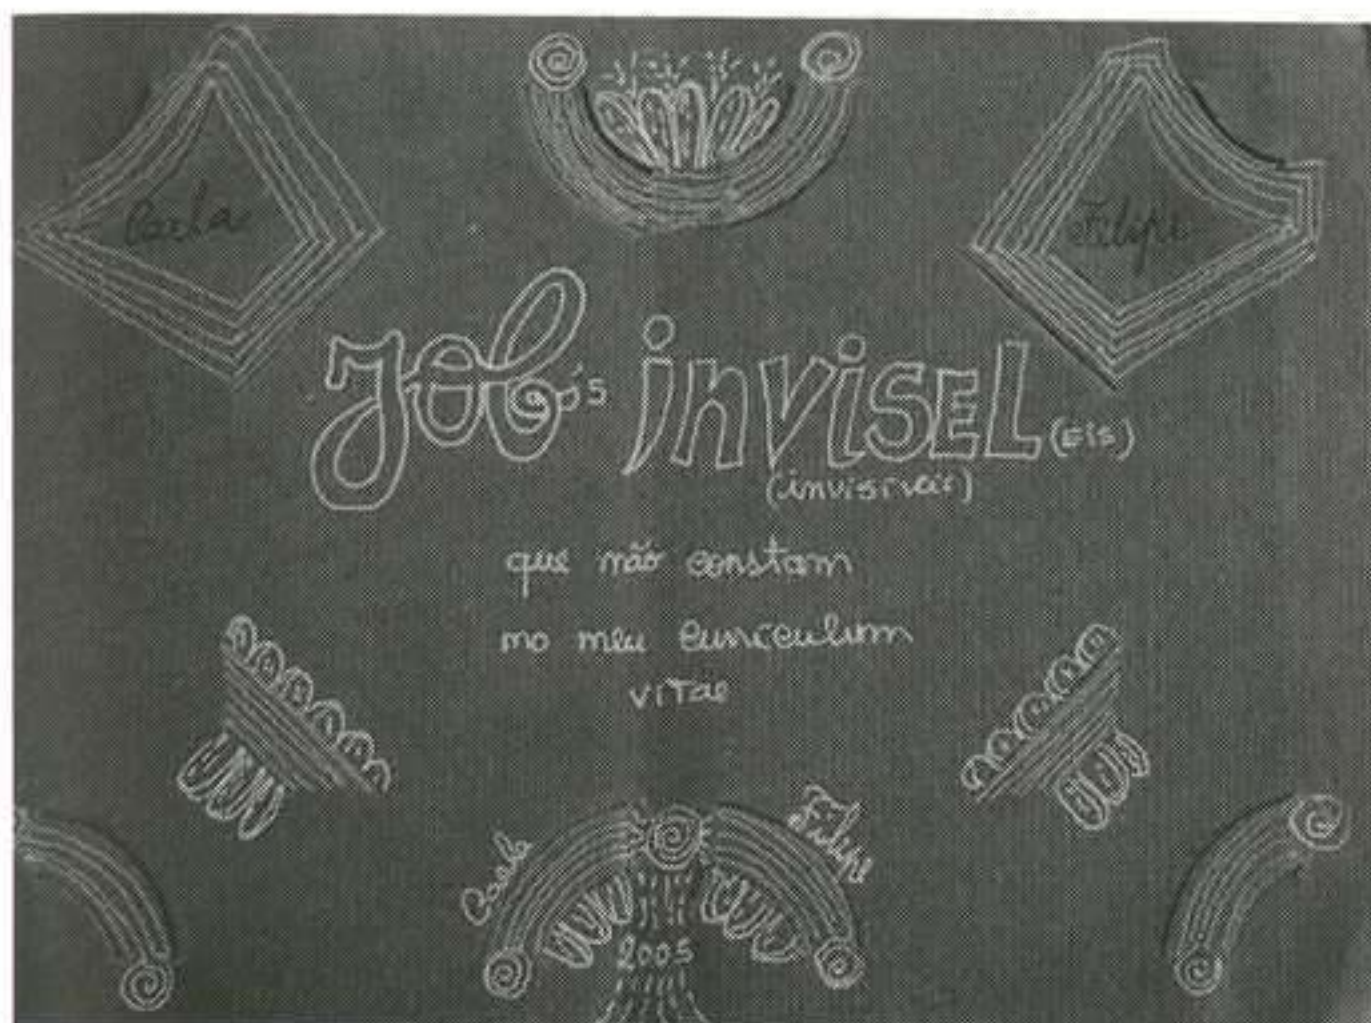 Carla
Filipe
Job's inviSEL (EIS)
(invisíveis)
que não constam
no meu curriculum
vitae
Carla Filipe
2005